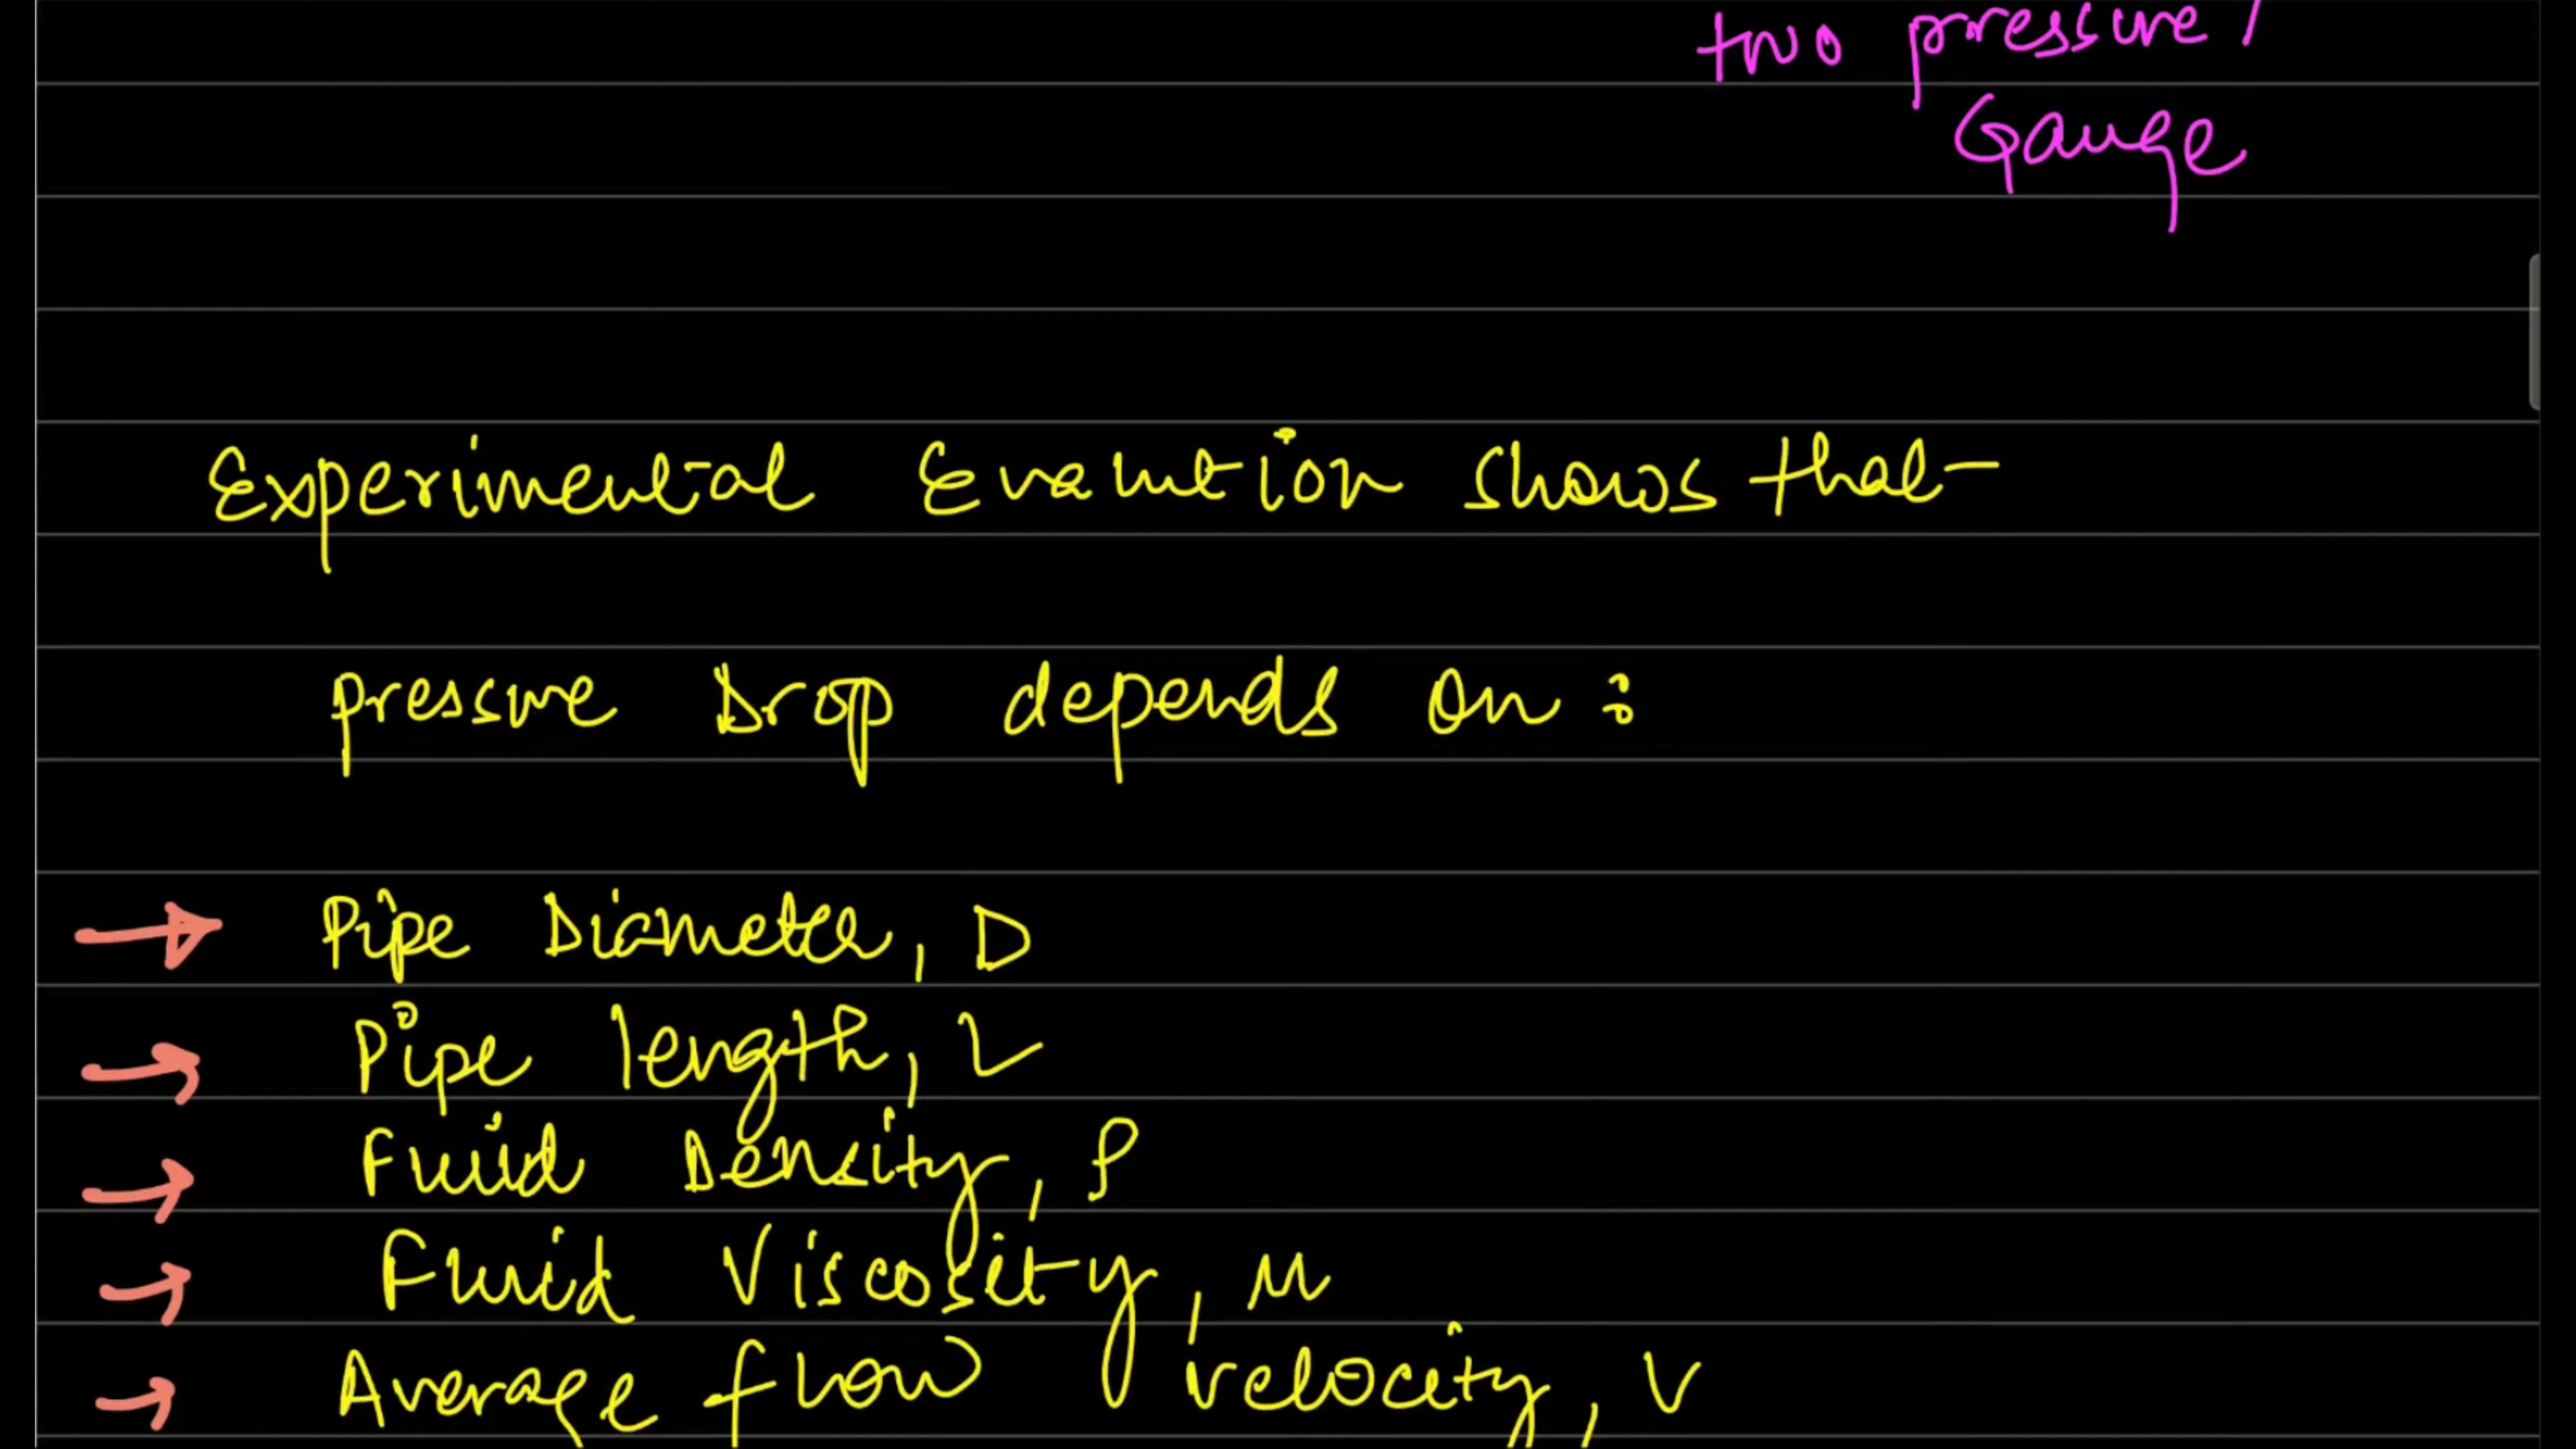 two pressure
Gauge
Experimental Evalution shows that
pressure Drop depends on :
→ Pipe Diameter, D
→ Pipe length, L
→ Fluid Density, ρ
→ Fluid Viscosity, μ
→ Average flow velocity, V